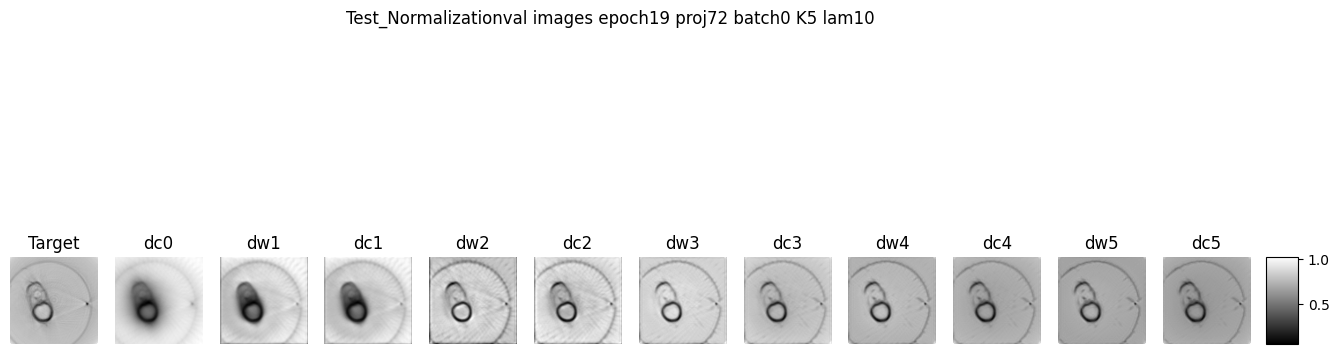 Test_Normalizationval images epoch19 proj72 batch0 K5 lam10
Target dc0 dw1 dc1 dw2 dc2 dw3 dc3 dw4 dc4 dw5 dc5
1.0
0.5